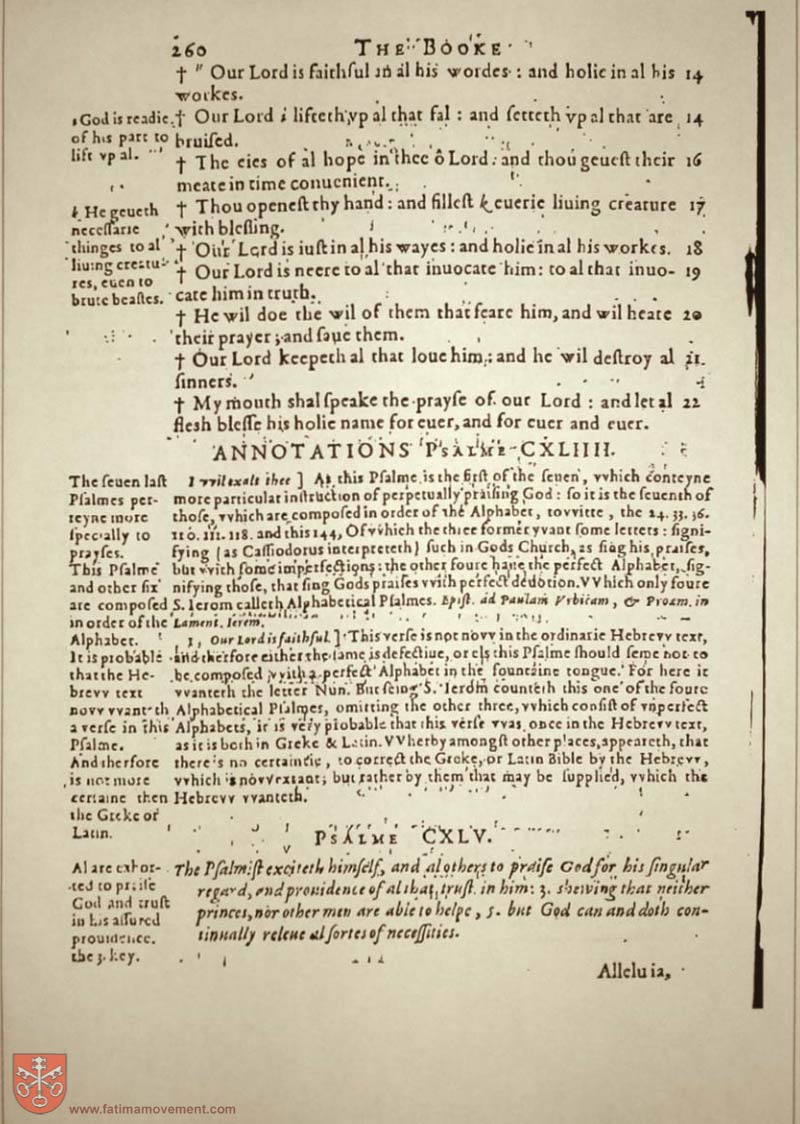 260 THE BOOKE
† " Our Lord is faithful in al his wordes : and holie in al his 14
workes.
† Our Lord i lifteth vp al that fal : and setteth vp al that are 14
bruised.
† The eies of al hope in thee ô Lord : and thou geuest their 16
meate in time conuenient.
† Thou openest thy hand : and fillest k euerie liuing creature 17
with blessing.
† Our Lord is iust in al his wayes : and holie in al his workes. 18
† Our Lord is neere to al that inuocate him : to al that inuo- 19
cate him in truth.
† He wil doe the wil of them that feare him, and wil heare 20
their prayer ; and saue them.
† Our Lord keepeth al that loue him : and he wil destroy al 21.
sinners.
† My mouth shal speake the prayse of our Lord : and let al 22
flesh blesse his holie name for euer, and for euer and euer.
God is readie
of his part to
lift vp al.
k He geueth
necessarie
thinges to al
liuing creatu-
res, euen to
brute beastes.
ANNOTATIONS PSALME CXLIIII.
1 vvil exalt thee ] As this Psalme is the first of the seuen, vvhich conteyne
more particular instruction of perpetually praising God : so it is the seuenth of
those, vvhich are composed in order of the Alphabet, to vvitte, the 24. 33. 36.
110. 111. 118. and this 144, Of vvhich the three former vvant some letters : signi-
fying (as Cassiodorus interpreteth) such in Gods Church, as sing his praises,
but vvith some imperfections : the other foure haue the perfect Alphabet, sig-
nifying those, that sing Gods praises vvith perfect deuotion. VVhich only foure
S. Ierom calleth Alphabetical Psalmes. Epist. ad Paulam Vrbicam, & Proem. in
Lament. Ierem.
Our Lord is faithful. ] This verse is not novv in the ordinarie Hebrevv text,
and therfore either the same is defectiue, or els this Psalme should seme not to
be composed vvith a perfect Alphabet in the fountaine tongue. For here it
vvanteth the letter Nun. But seing S. Ierom counteth this one of the foure
Alphabetical Psalmes, omitting the other three, vvhich consist of vnperfect
Alphabets, it is very probable that this verse vvas once in the Hebrevv text,
as it is both in Greke & Latin. VVherby amongst other places, appeareth, that
there's no certaintie, to correct the Greke, or Latin Bible by the Hebrevv,
vvhich is novv extant ; but rather by them that may be supplied, vvhich the
Hebrevv vvanteth.
The seuen last
Psalmes per-
teyne more
specially to
prayses.
This Psalme
and other six
are composed
in order of the
Alphabet.
It is probable
that the He-
brevv text
novv vvanteth
a verse in this
Psalme.
And therfore
is not more
certaine then
the Greke or
Latin.
PSALME CXLV.
The Psalmist exciteth himself, and al others to praise God for his singular
regard, and prouidence of al that trust in him : 3. shewing that neither
princes, nor other men are able to helpe, 5. but God can and doth con-
tinually releue al sortes of necessities.
Al are exhor-
ted to praise
God and trust
in his assured
prouidence.
the 3. key.
Alleluia,
www.fatimamovement.com